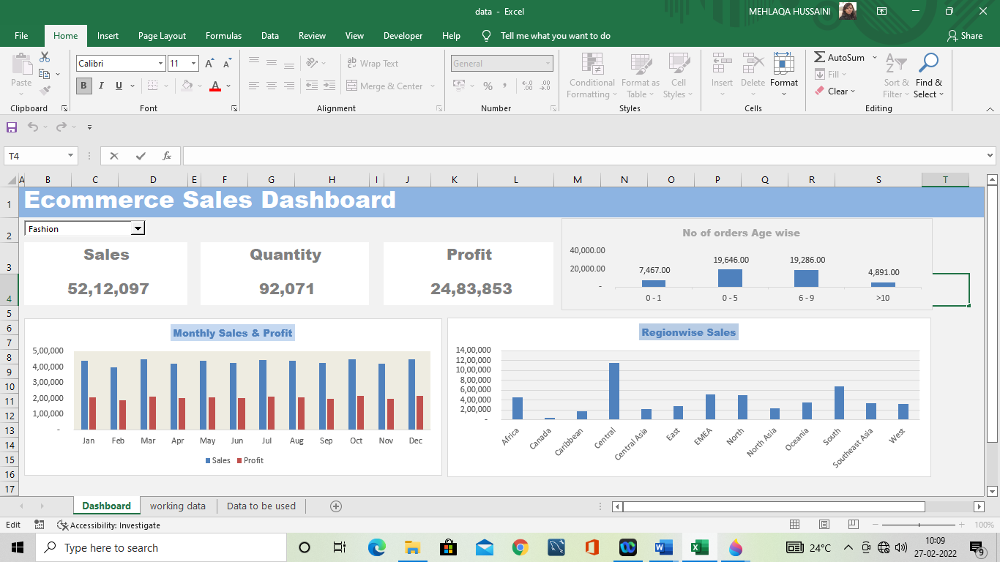 data - Excel
MEHLAQA HUSSAINI
File Home Insert Page Layout Formulas Data Review View Developer Help Tell me what you want to do Share
Calibri 11 Wrap Text General AutoSum
Paste B I U Merge & Center % , Conditional Formatting Format as Table Cell Styles Insert Delete Format Fill Clear Sort & Filter Find & Select
Clipboard Font Alignment Number Styles Cells Editing
T4 fx
A B C D E F G H I J K L M N O P Q R S T
1 Ecommerce Sales Dashboard
2 Fashion
3 Sales Quantity Profit
4 52,12,097 92,071 24,83,853
No of orders Age wise
40,000.00
20,000.00
-
7,467.00 19,646.00 19,286.00 4,891.00
0 - 1 0 - 5 6 - 9 >10
5
6
7
8
9
10
11
12
13
14
15
16
17
Monthly Sales & Profit
5,00,000
4,00,000
3,00,000
2,00,000
1,00,000
-
Jan Feb Mar Apr May Jun Jul Aug Sep Oct Nov Dec
Sales Profit
Regionwise Sales
14,00,000
12,00,000
10,00,000
8,00,000
6,00,000
4,00,000
2,00,000
-
Africa Canada Caribbean Central Central Asia East EMEA North North Asia Oceania South Southeast Asia West
Dashboard working data Data to be used
Edit Accessibility: Investigate 100%
Type here to search 24°C 10:09
27-02-2022 9